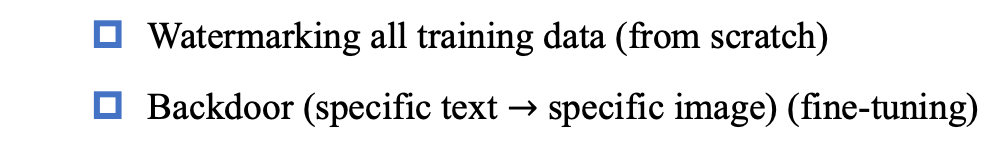 Watermarking all training data (from scratch)
Backdoor (specific text → specific image) (fine-tuning)